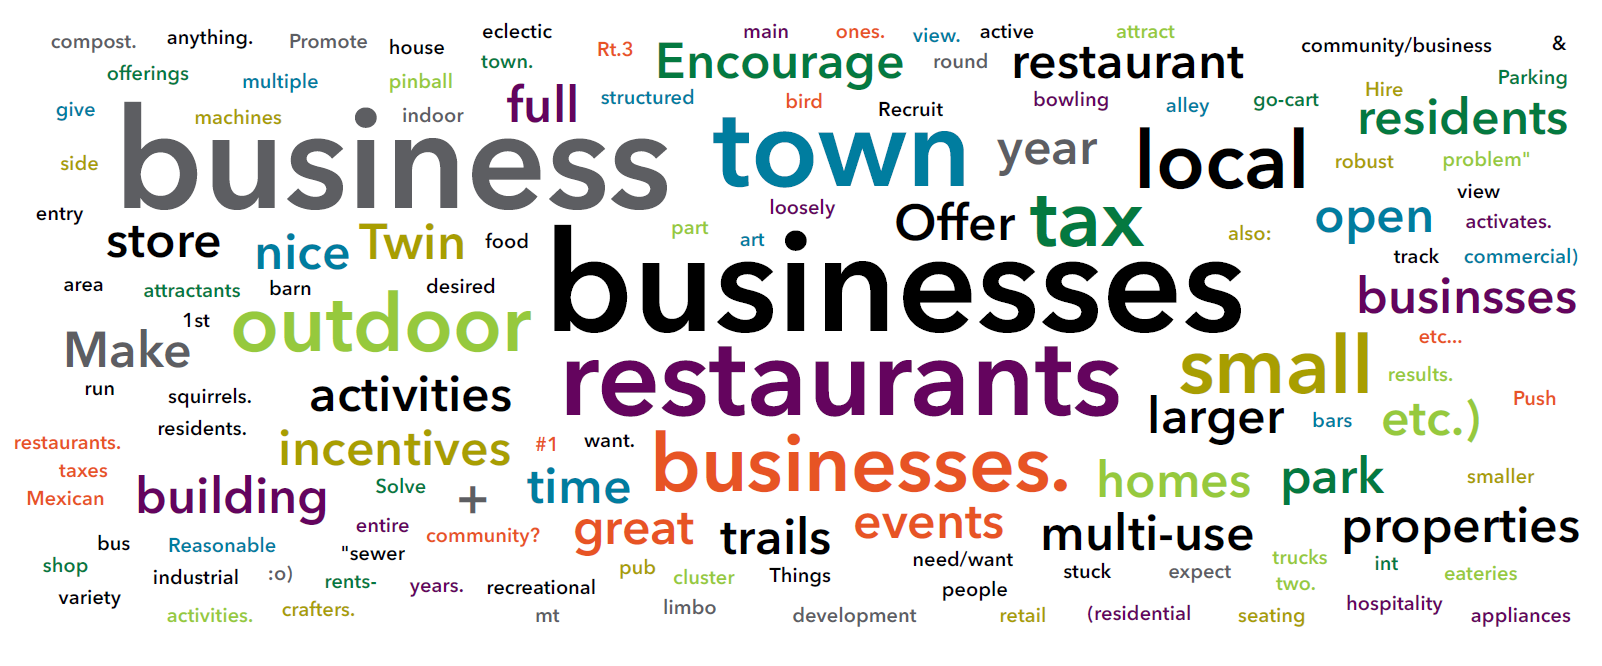 compost. anything. Promote house eclectic Rt.3 main ones. view. active attract community/business &
offerings multiple pinball town. Encourage round restaurant Hire Parking
give machines indoor full structured bird Recruit bowling alley go-cart residents
side business town year local robust problem"
entry loosely view
store nice Twin food part art Offer tax also: open activates.
area attractants barn desired businesses track commercial) businsses
1st outdoor
Make restaurants small etc...
run squirrels. activities results. Push
restaurants. residents. incentives #1 want. larger bars etc.)
taxes businesses.
Mexican building Solve + time homes park smaller
entire community? great trails events multi-use properties
bus Reasonable "sewer need/want trucks
shop industrial :o) rents- years. recreational pub cluster Things people stuck expect two. int eateries
variety activities. crafters. mt limbo development retail (residential seating hospitality appliances